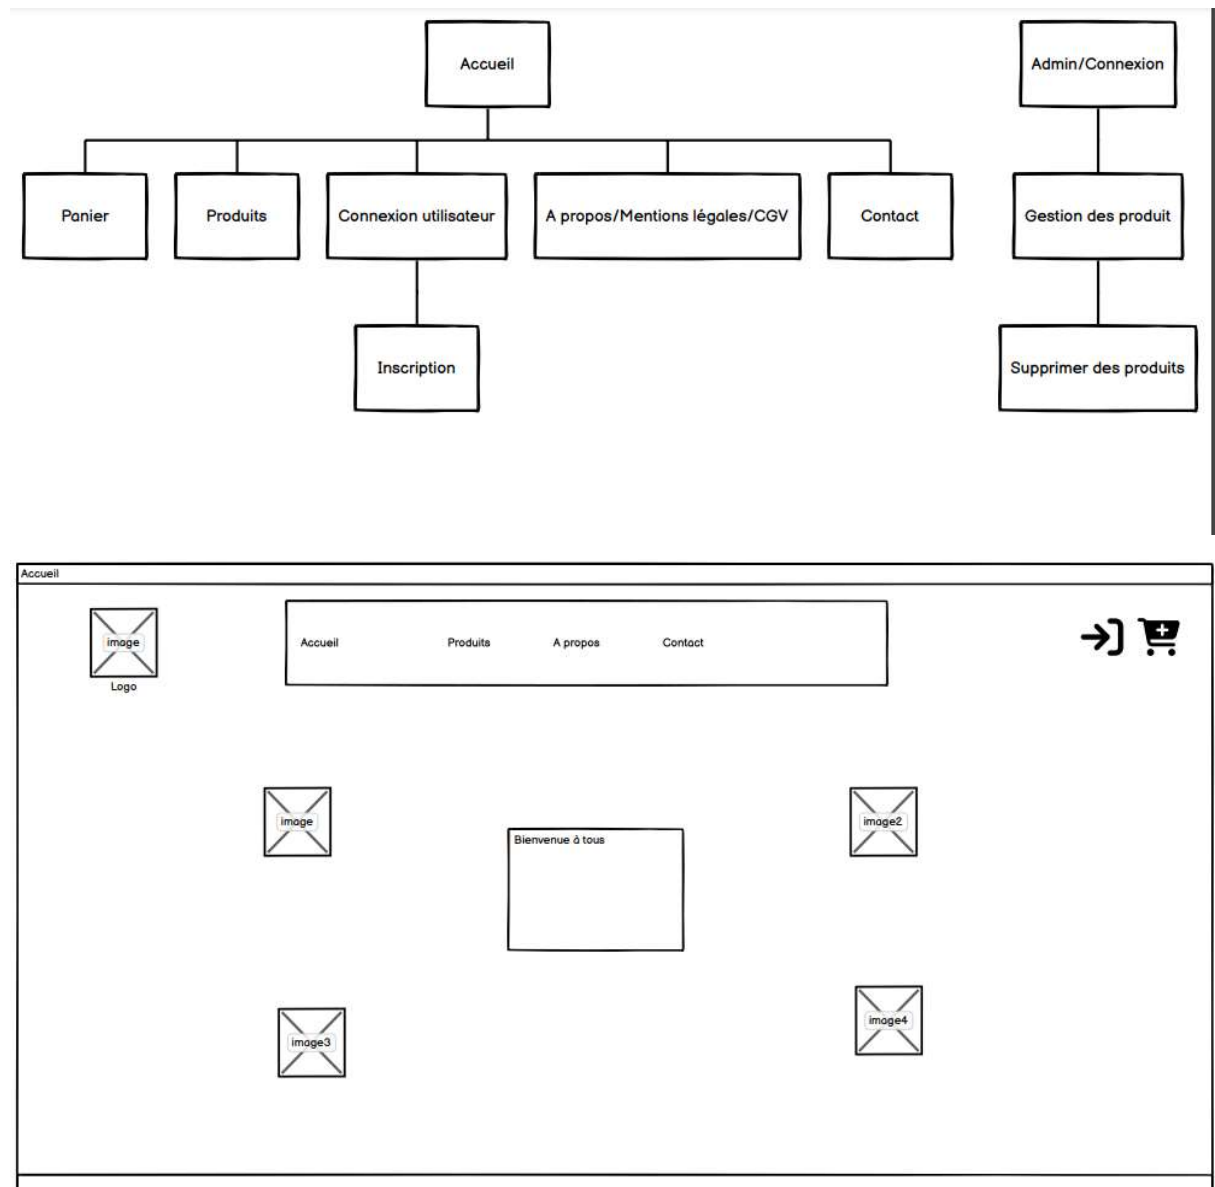 Accueil
Admin/Connexion
Panier
Produits
Connexion utilisateur
A propos/Mentions légales/CGV
Contact
Gestion des produit
Inscription
Supprimer des produits
Accueil
image
Logo
Accueil
Produits
A propos
Contact
image
image2
Bienvenue à tous
image3
image4